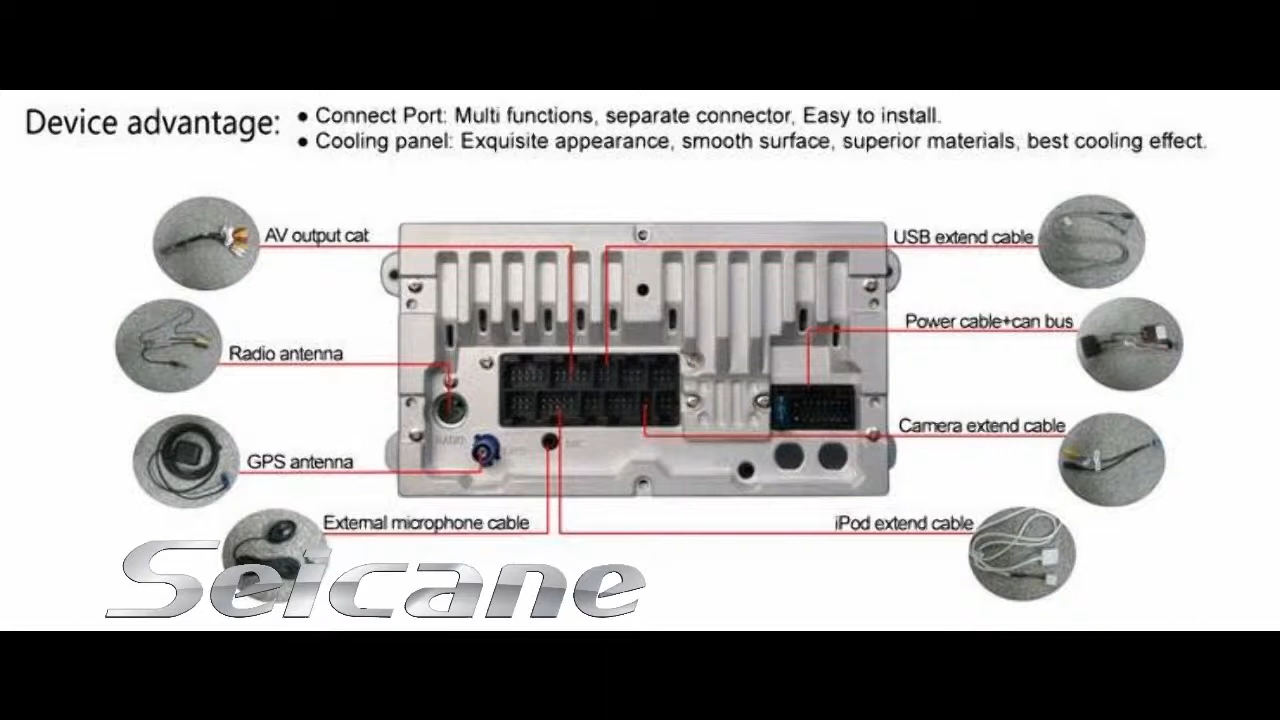 Device advantage:
● Connect Port: Multi functions, separate connector, Easy to install.
● Cooling panel: Exquisite appearance, smooth surface, superior materials, best cooling effect.
AV output cat
USB extend cable
Power cable+can bus
Radio antenna
Camera extend cable
RADIO
GPS antenna
External microphone cable
iPod extend cable
Seicane